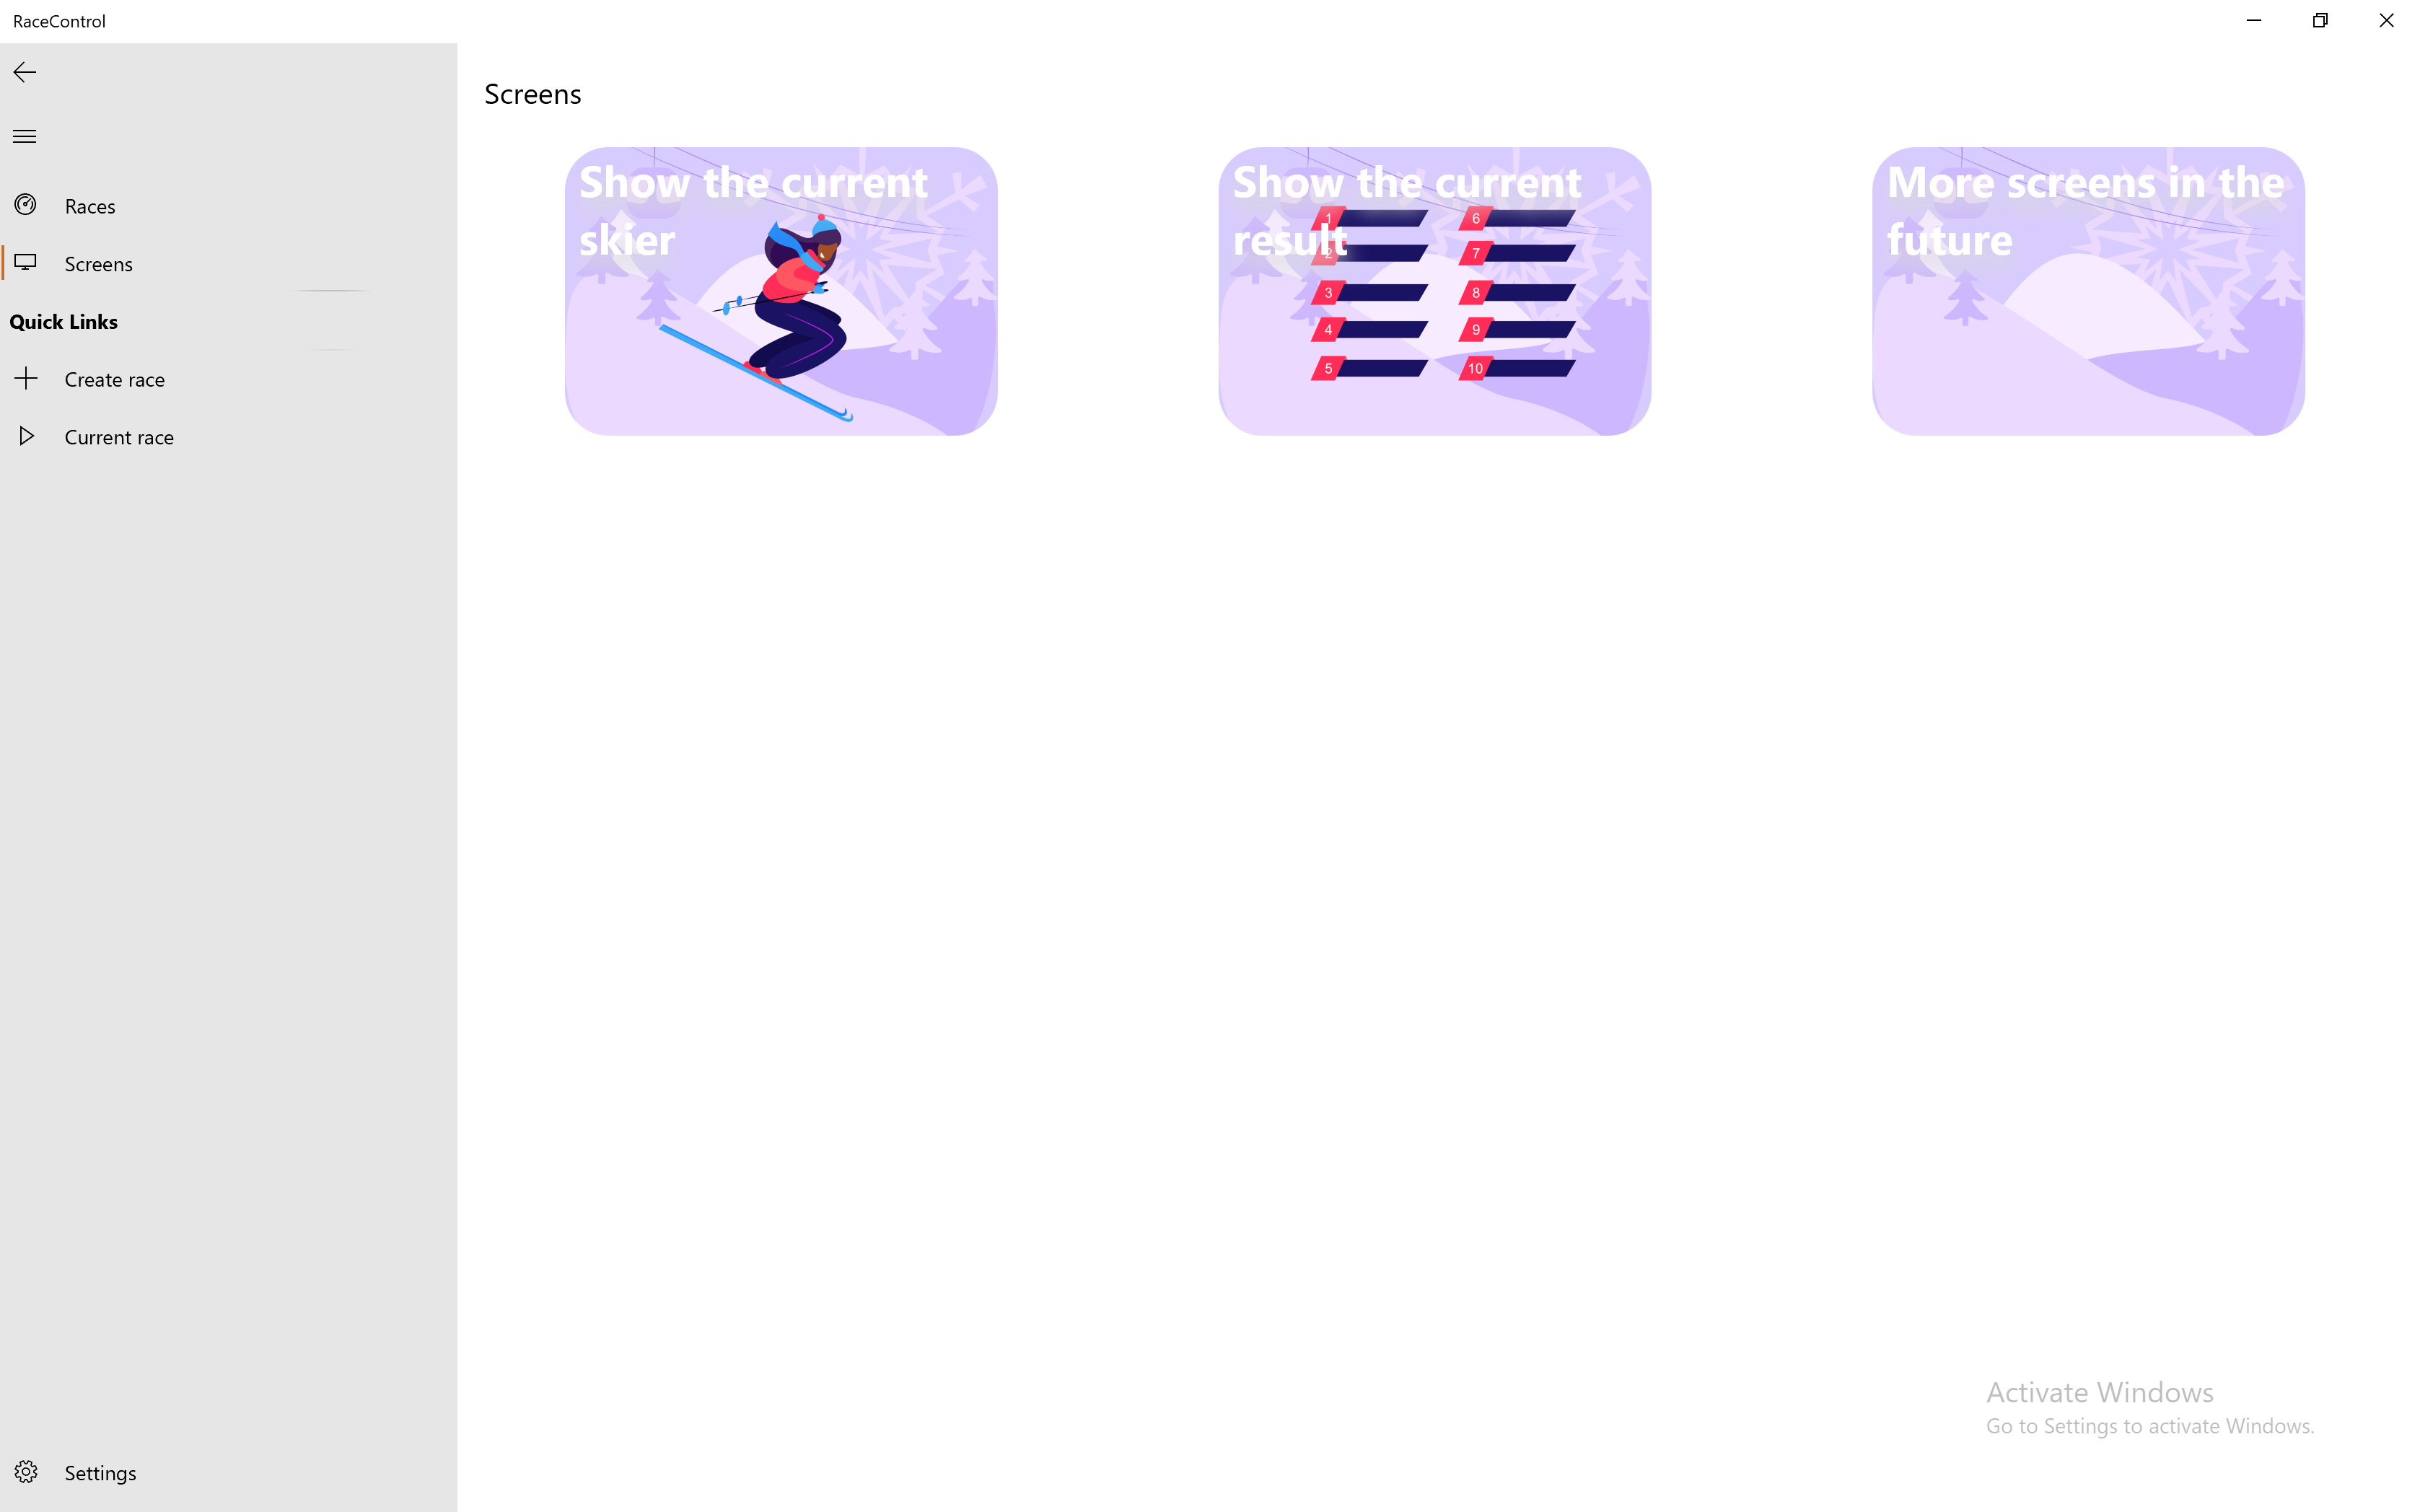 RaceControl
Screens
Races
Screens
Quick Links
Create race
Current race
Settings
Show the current
skier
Show the current
result
1
2
3
4
5
6
7
8
9
10
More screens in the
future
Activate Windows
Go to Settings to activate Windows.